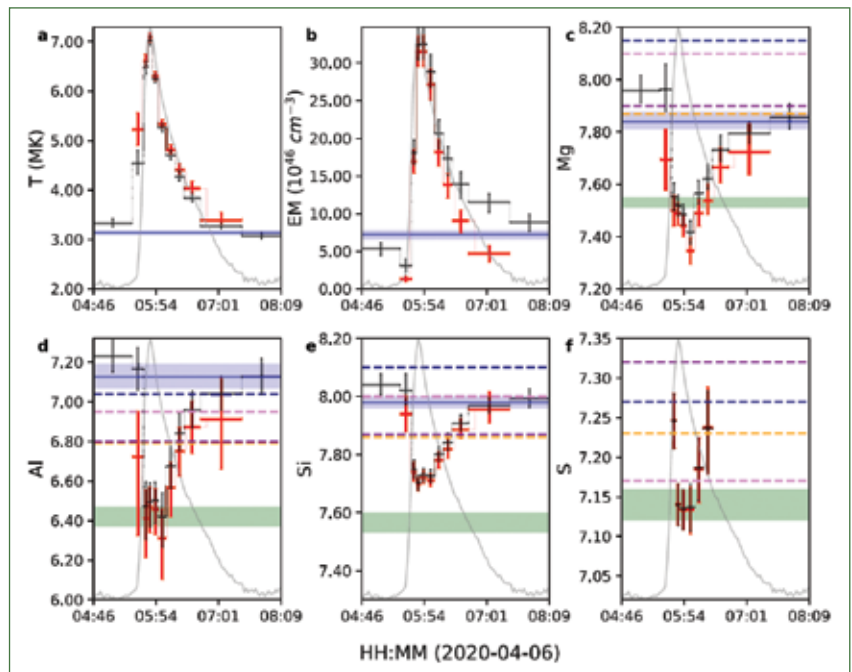 a
b
c
7.00
6.00
5.00
4.00
3.00
2.00
T (MK)
04:46 05:54 07:01 08:09
30.00
25.00
20.00
15.00
10.00
5.00
0.00
EM (10⁴⁶ cm⁻³)
04:46 05:54 07:01 08:09
8.20
8.00
7.80
7.60
7.40
7.20
Mg
04:46 05:54 07:01 08:09
d
e
f
7.20
7.00
6.80
6.60
6.40
6.20
6.00
Al
04:46 05:54 07:01 08:09
8.20
8.00
7.80
7.60
7.40
Si
04:46 05:54 07:01 08:09
7.35
7.30
7.25
7.20
7.15
7.10
7.05
S
04:46 05:54 07:01 08:09
HH:MM (2020-04-06)